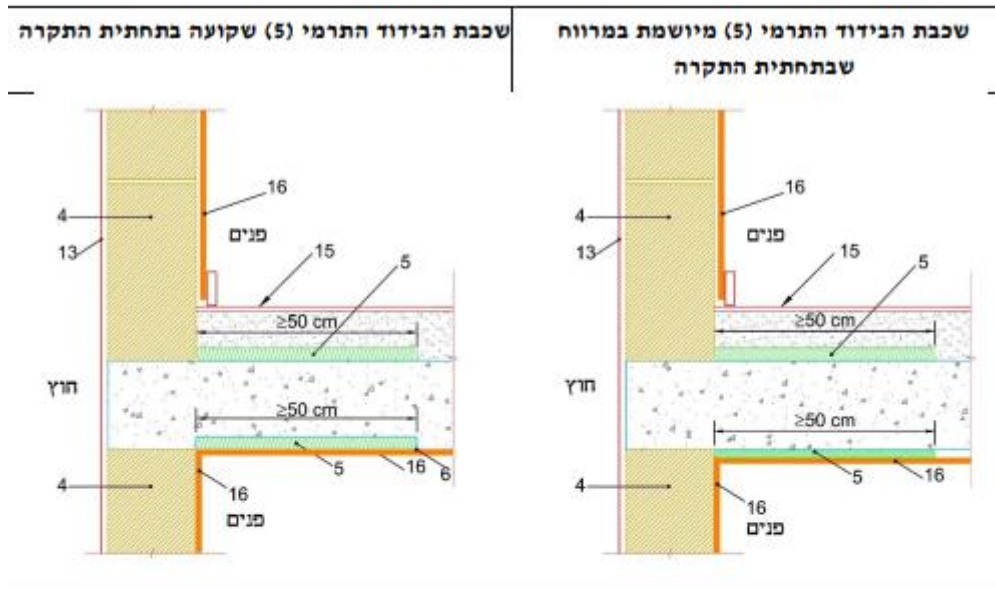 שכבת הבידוד התרמי (5) מיושמת במרווח
שבתחתית התקרה
שכבת הבידוד התרמי (5) שקועה בתחתית התקרה
16
4
פנים
13
15
5
≥50 cm
חוץ
≥50 cm
5
16
4
16
פנים
16
4
פנים
13
15
5
≥50 cm
חוץ
≥50 cm
5
16
6
4
16
פנים